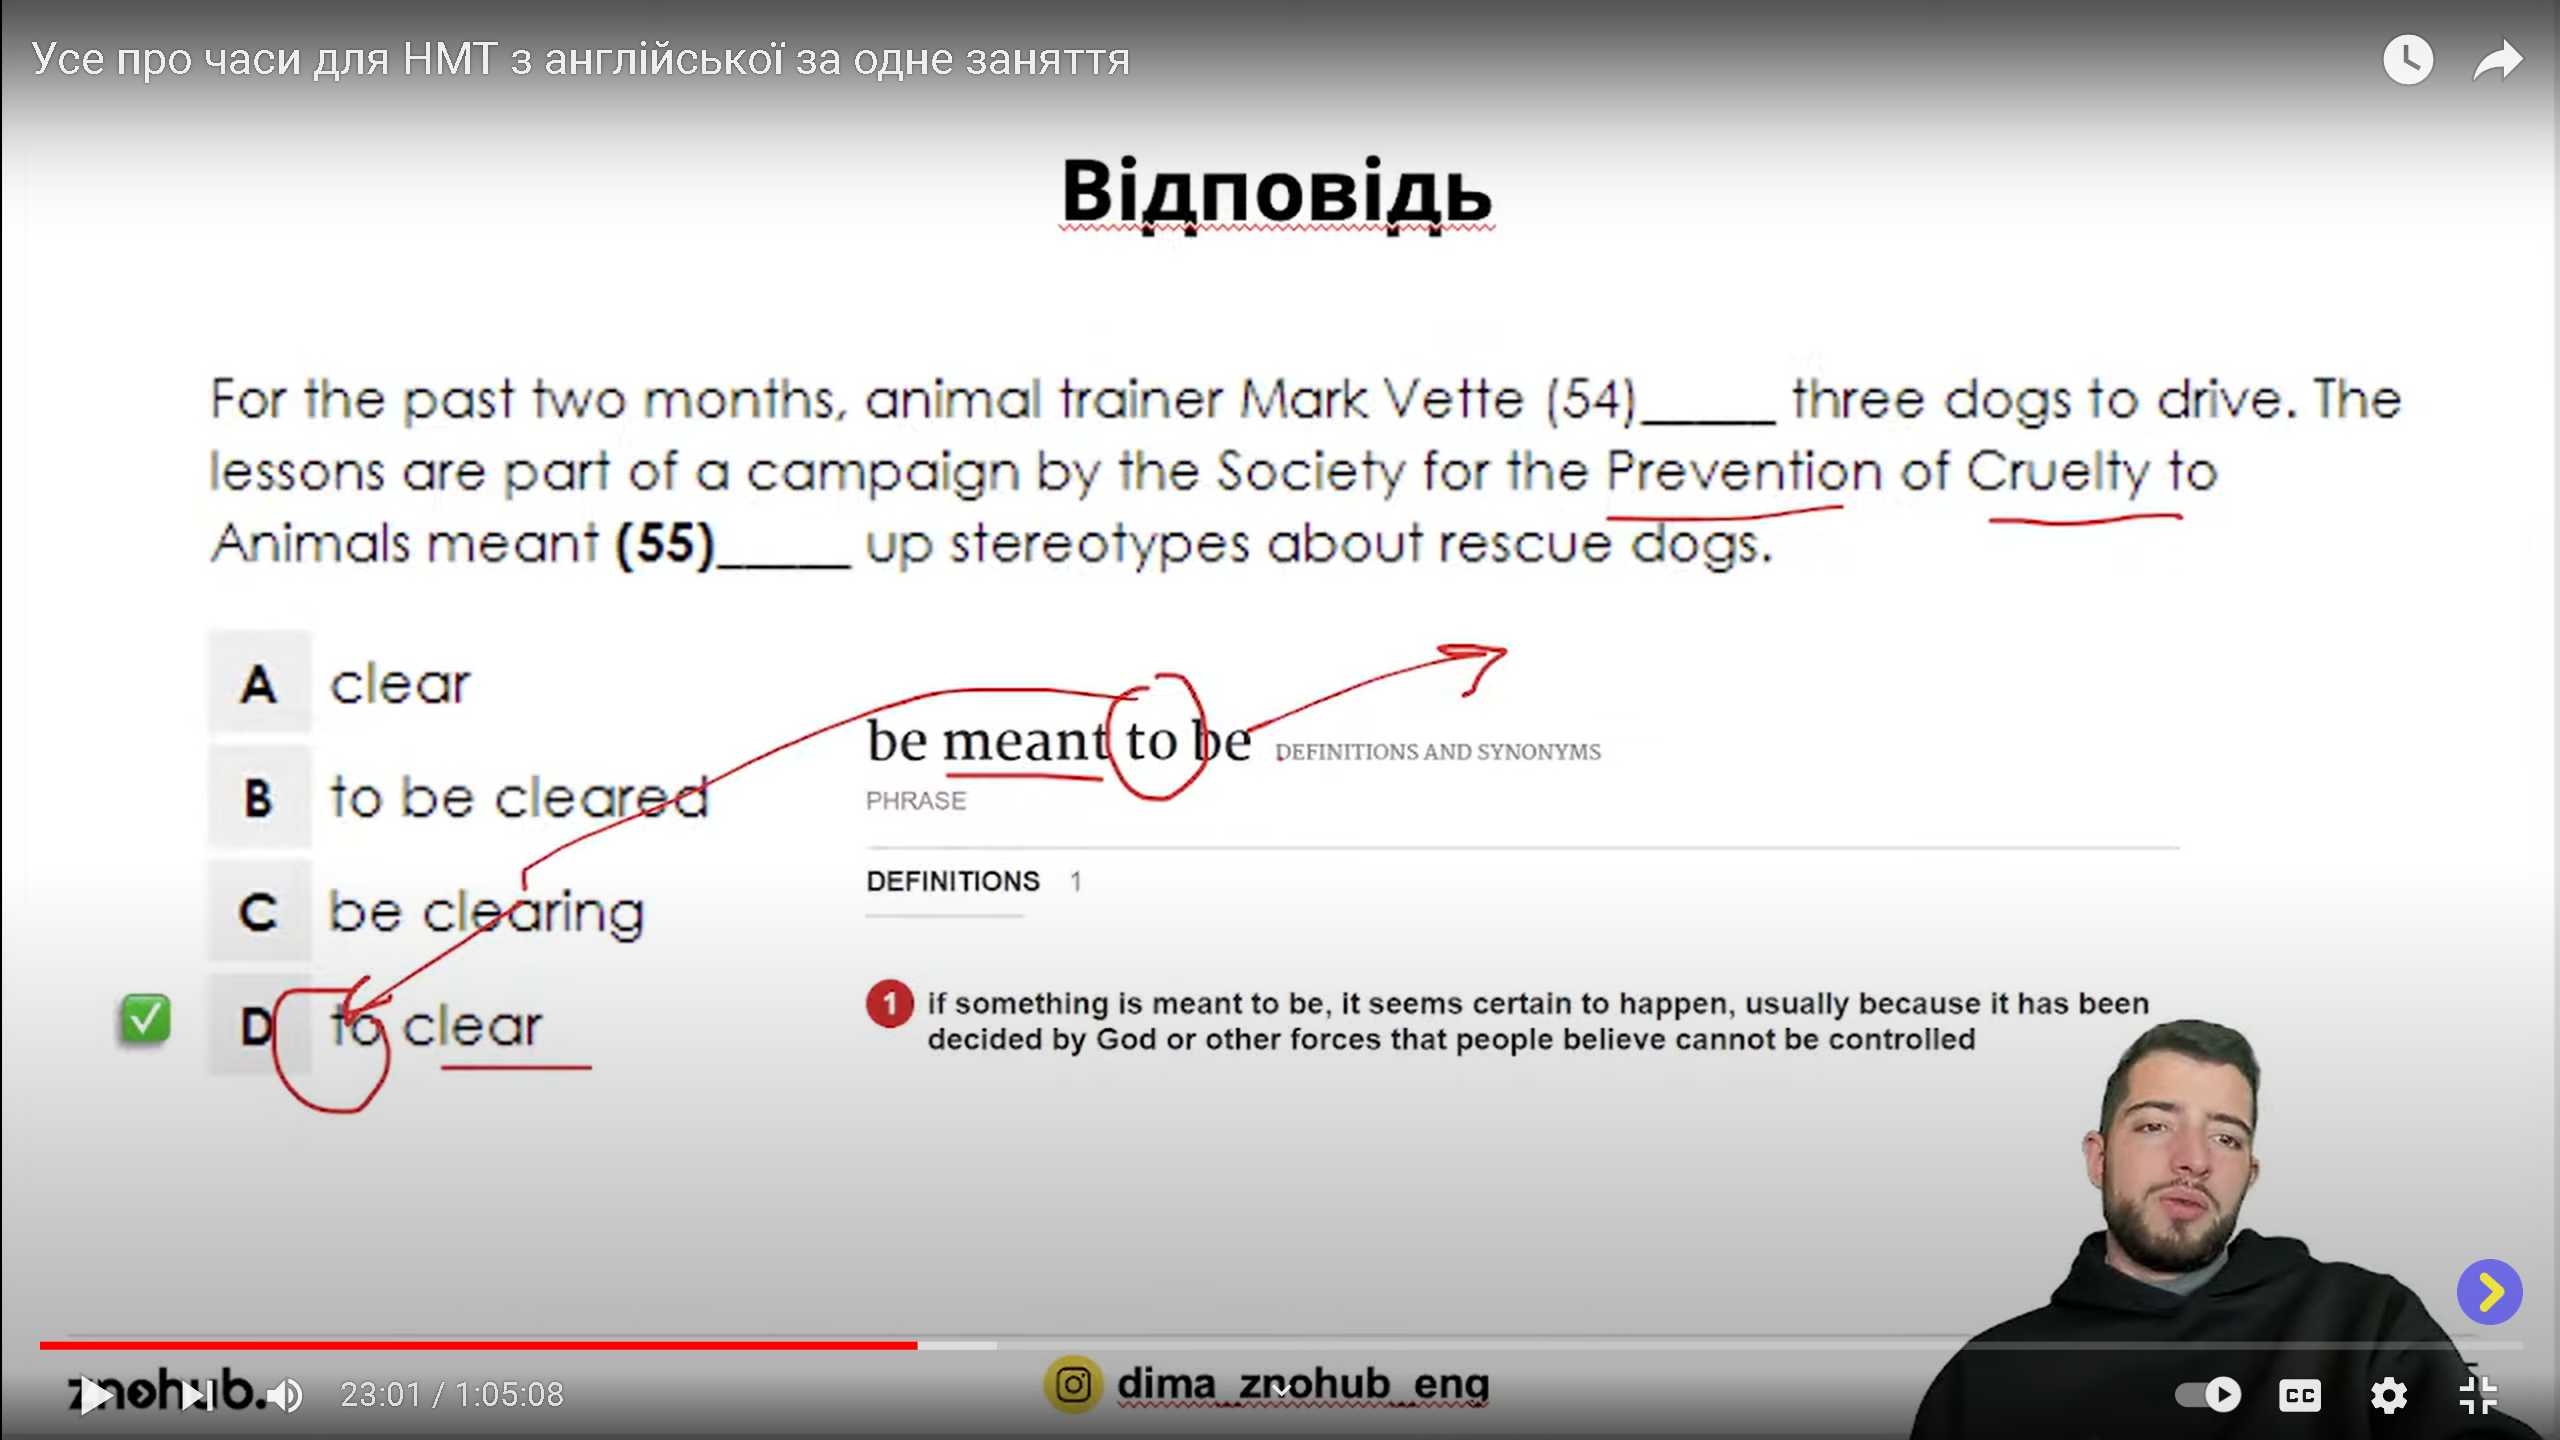 Усе про часи для НМТ з англійської за одне заняття
Відповідь
For the past two months, animal trainer Mark Vette (54)_____ three dogs to drive. The
lessons are part of a campaign by the Society for the Prevention of Cruelty to
Animals meant (55)_____ up stereotypes about rescue dogs.
A clear
B to be cleared
C be clearing
D to clear
be meant to be DEFINITIONS AND SYNONYMS
PHRASE
DEFINITIONS 1
1 if something is meant to be, it seems certain to happen, usually because it has been
decided by God or other forces that people believe cannot be controlled
znohub.
23:01 / 1:05:08
dima_znohub_eng
CC